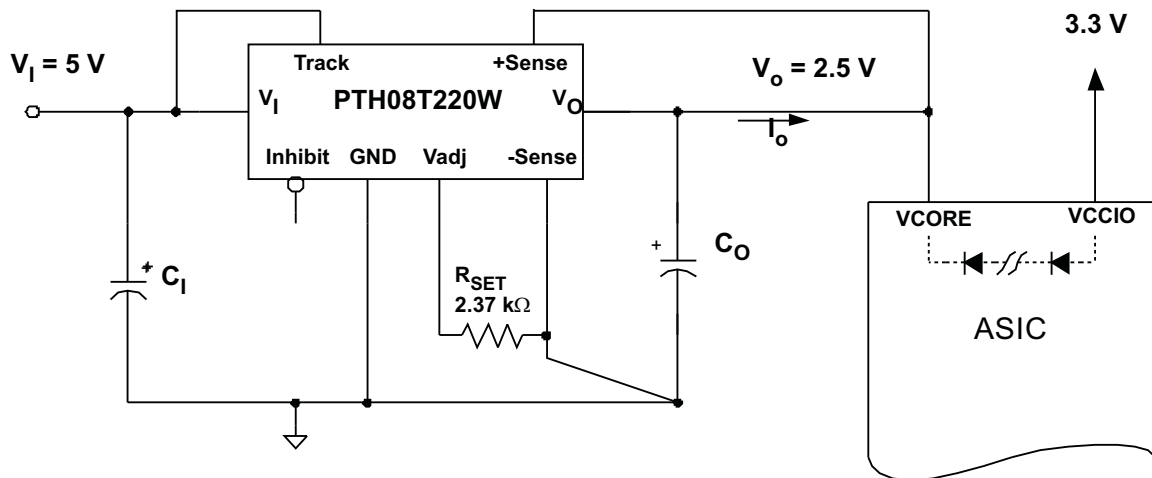 3.3 V
Track
+Sense
V_I = 5 V
V_o = 2.5 V
V_I
PTH08T220W
V_O
I_o
Inhibit
GND
Vadj
-Sense
VCORE
VCCIO
+
C_I
+
C_O
R_SET
2.37 kΩ
ASIC